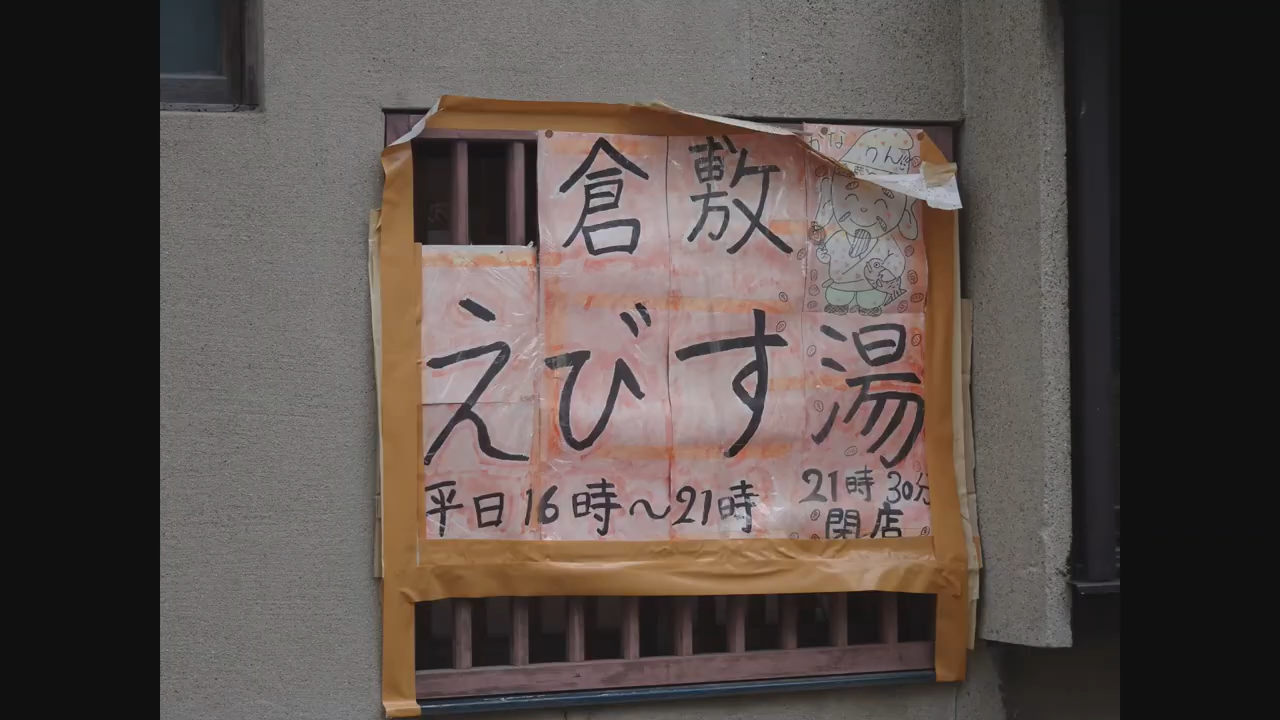 倉敷
えびす湯
平日16時～21時
21時30分
閉店